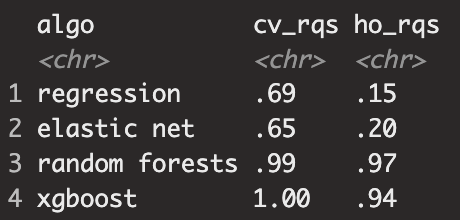 algo cv_rqs ho_rqs
<chr> <chr> <chr>
1 regression .69 .15
2 elastic net .65 .20
3 random forests .99 .97
4 xgboost 1.00 .94